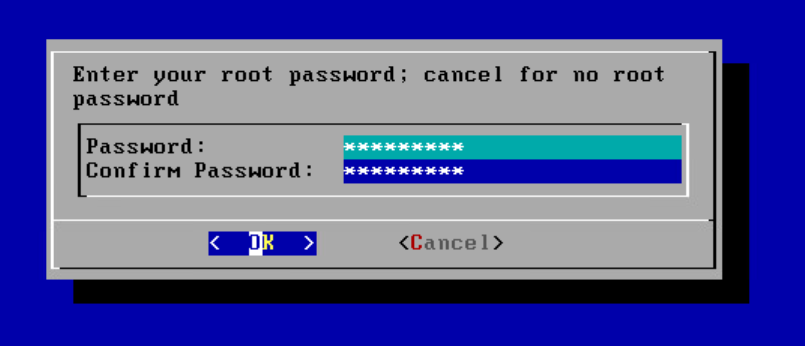 Enter your root password; cancel for no root
password
Password: *********
Confirm Password: *********
< OK > <Cancel>